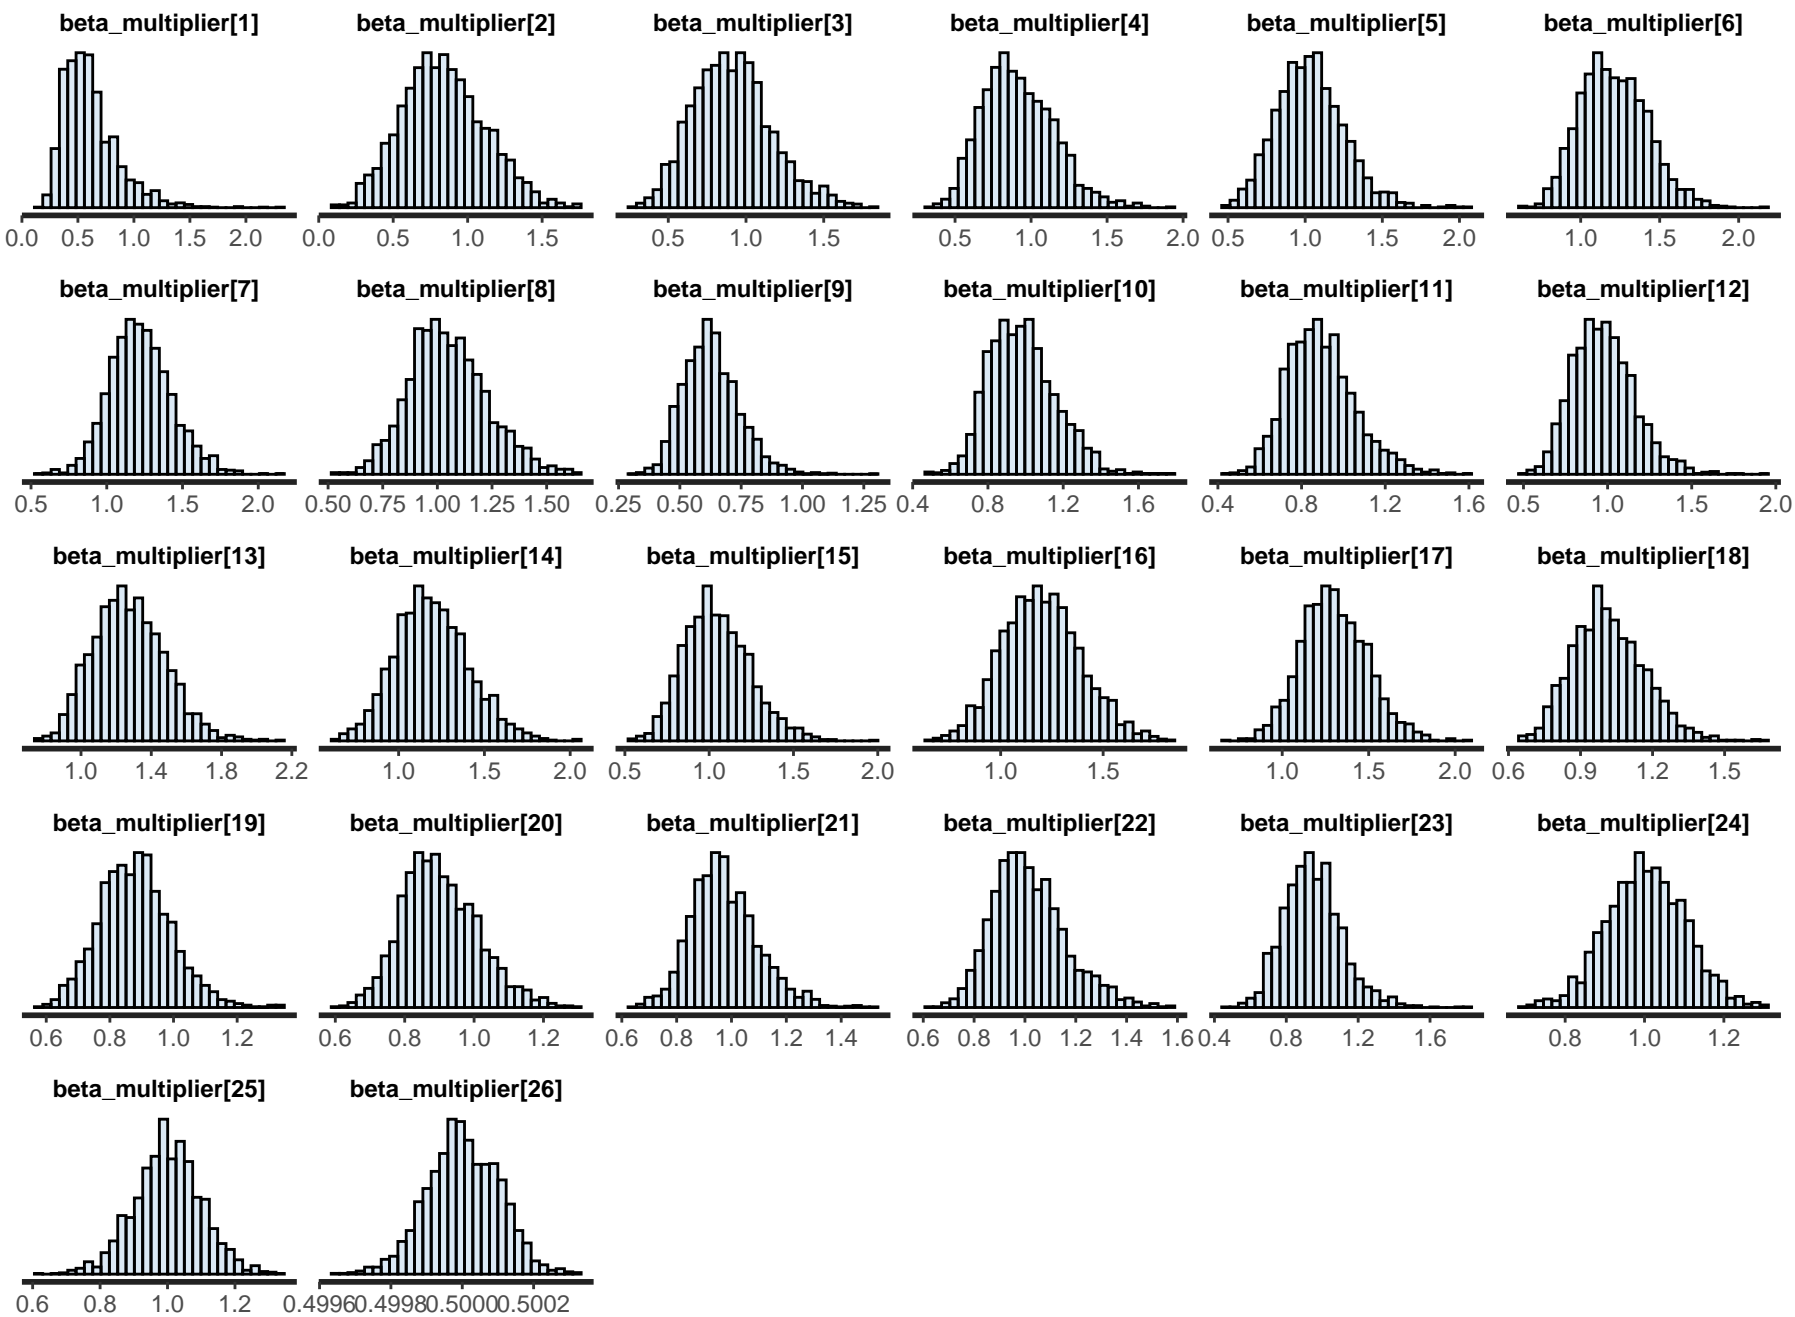 beta_multiplier[1] beta_multiplier[2] beta_multiplier[3] beta_multiplier[4] beta_multiplier[5] beta_multiplier[6]
0.0 0.5 1.0 1.5 2.0 0.0 0.5 1.0 1.5 0.5 1.0 1.5 0.5 1.0 1.5 2.0 0.5 1.0 1.5 2.0 1.0 1.5 2.0
beta_multiplier[7] beta_multiplier[8] beta_multiplier[9] beta_multiplier[10] beta_multiplier[11] beta_multiplier[12]
0.5 1.0 1.5 2.0 0.50 0.75 1.00 1.25 1.50 0.25 0.50 0.75 1.00 1.25 0.4 0.8 1.2 1.6 0.4 0.8 1.2 1.6 0.5 1.0 1.5 2.0
beta_multiplier[13] beta_multiplier[14] beta_multiplier[15] beta_multiplier[16] beta_multiplier[17] beta_multiplier[18]
1.0 1.4 1.8 2.2 1.0 1.5 2.0 0.5 1.0 1.5 2.0 1.0 1.5 1.0 1.5 2.0 0.6 0.9 1.2 1.5
beta_multiplier[19] beta_multiplier[20] beta_multiplier[21] beta_multiplier[22] beta_multiplier[23] beta_multiplier[24]
0.6 0.8 1.0 1.2 0.6 0.8 1.0 1.2 0.6 0.8 1.0 1.2 1.4 0.6 0.8 1.0 1.2 1.4 1.6 0.4 0.8 1.2 1.6 0.8 1.0 1.2
beta_multiplier[25] beta_multiplier[26]
0.6 0.8 1.0 1.2 0.4996 0.4998 0.5000 0.5002